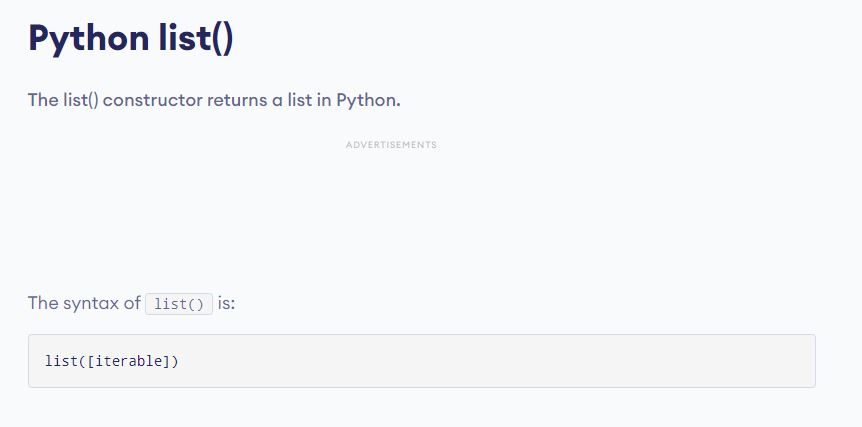 Python list()
The list() constructor returns a list in Python.
ADVERTISEMENTS
The syntax of list() is:
list([iterable])